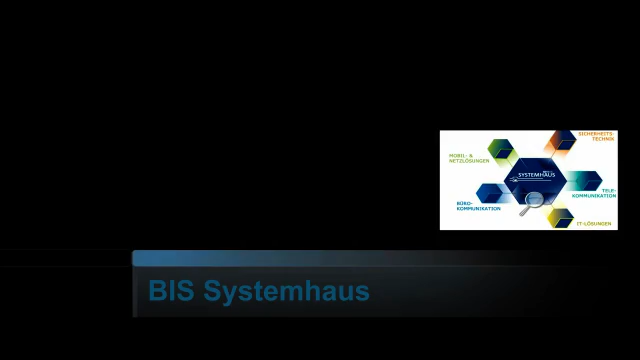 SICHERHEITS-
TECHNIK
MOBIL- &
NETZLÖSUNGEN
SYSTEMHAUS
TELE-
KOMMUNIKATION
BÜRO-
KOMMUNIKATION
IT-LÖSUNGEN
BIS Systemhaus